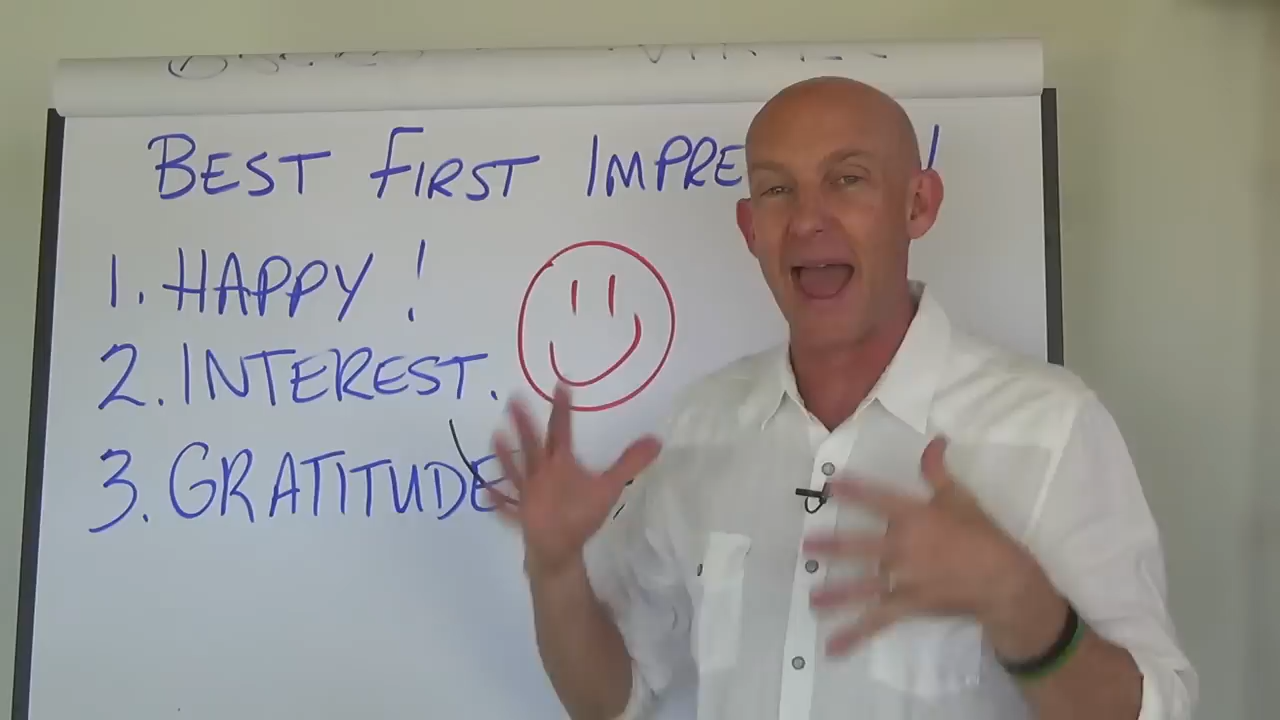 BEST FIRST IMPRE !
1. HAPPY !
2. INTEREST.
3. GRATITUDE